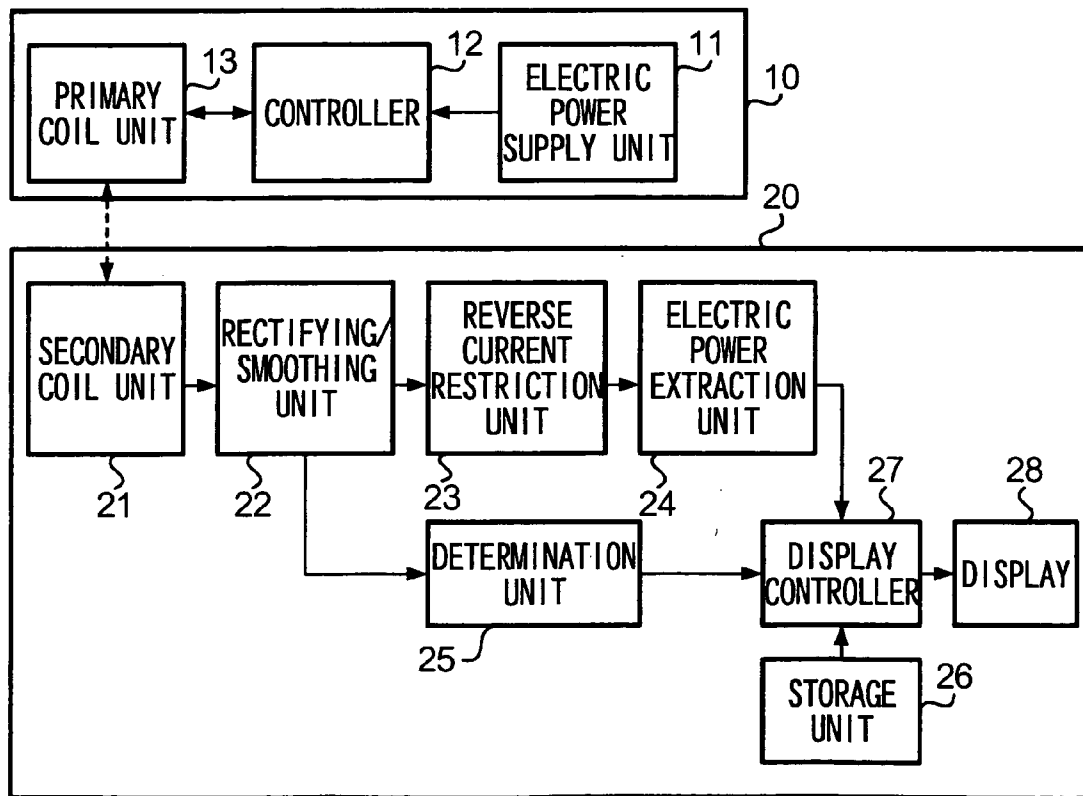 13
12
11
10
PRIMARY
COIL UNIT
CONTROLLER
ELECTRIC
POWER
SUPPLY UNIT
20
SECONDARY
COIL UNIT
21
RECTIFYING/
SMOOTHING
UNIT
22
REVERSE
CURRENT
RESTRICTION
UNIT
23
ELECTRIC
POWER
EXTRACTION
UNIT
24
DETERMINATION
UNIT
25
27
DISPLAY
CONTROLLER
28
DISPLAY
STORAGE
UNIT
26